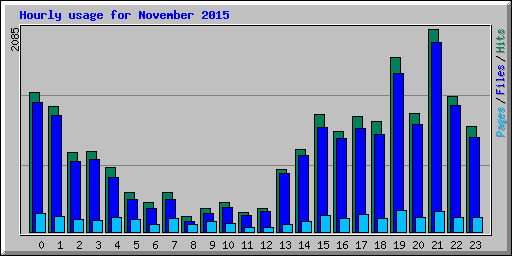 Hourly usage for November 2015
2085
Pages/Files/Hits
0 1 2 3 4 5 6 7 8 9 10 11 12 13 14 15 16 17 18 19 20 21 22 23